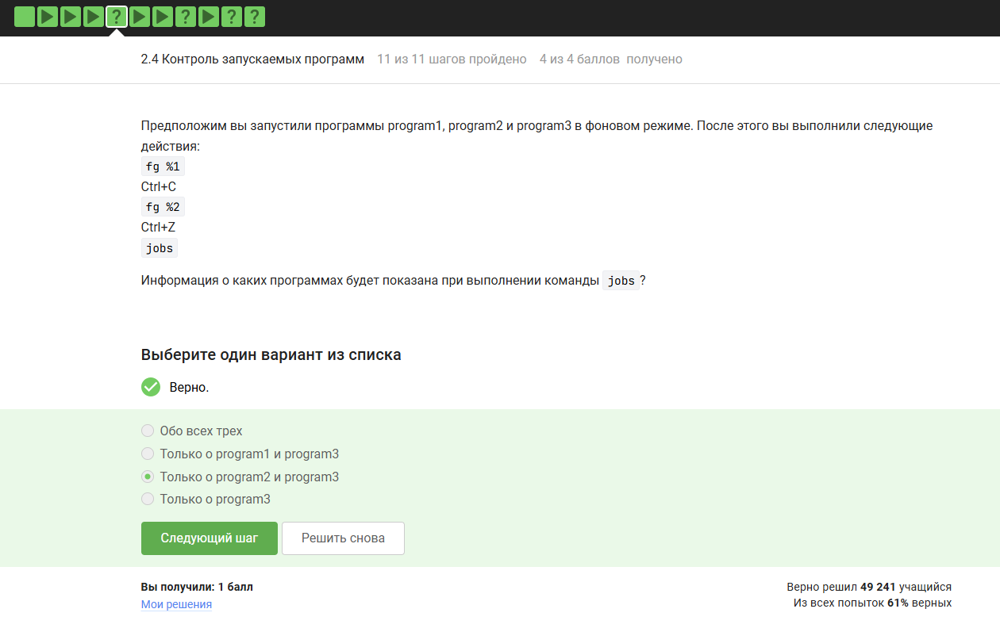 ? ? ? ?
2.4 Контроль запускаемых программ 11 из 11 шагов пройдено 4 из 4 баллов получено
Предположим вы запустили программы program1, program2 и program3 в фоновом режиме. После этого вы выполнили следующие
действия:
fg %1
Ctrl+C
fg %2
Ctrl+Z
jobs
Информация о каких программах будет показана при выполнении команды jobs?
Выберите один вариант из списка
Верно.
Обо всех трех
Только о program1 и program3
Только о program2 и program3
Только о program3
Следующий шаг Решить снова
Вы получили: 1 балл
Мои решения
Верно решил 49 241 учащийся
Из всех попыток 61% верных